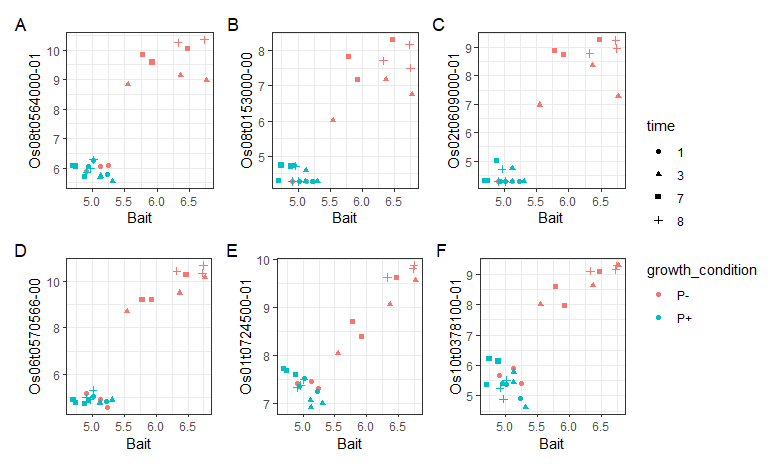 A
Os08t0564000-01
10
9
8
7
6
5.0 5.5 6.0 6.5
Bait
B
Os08t0153000-00
8
7
6
5
5.0 5.5 6.0 6.5
Bait
C
Os02t0609000-01
9
8
7
6
5
5.0 5.5 6.0 6.5
Bait
D
Os06t0570566-00
10
8
6
5.0 5.5 6.0 6.5
Bait
E
Os01t0724500-01
10
9
8
7
5.0 5.5 6.0 6.5
Bait
F
Os10t0378100-01
9
8
7
6
5
5.0 5.5 6.0 6.5
Bait
time
1
3
7
8
growth_condition
P-
P+